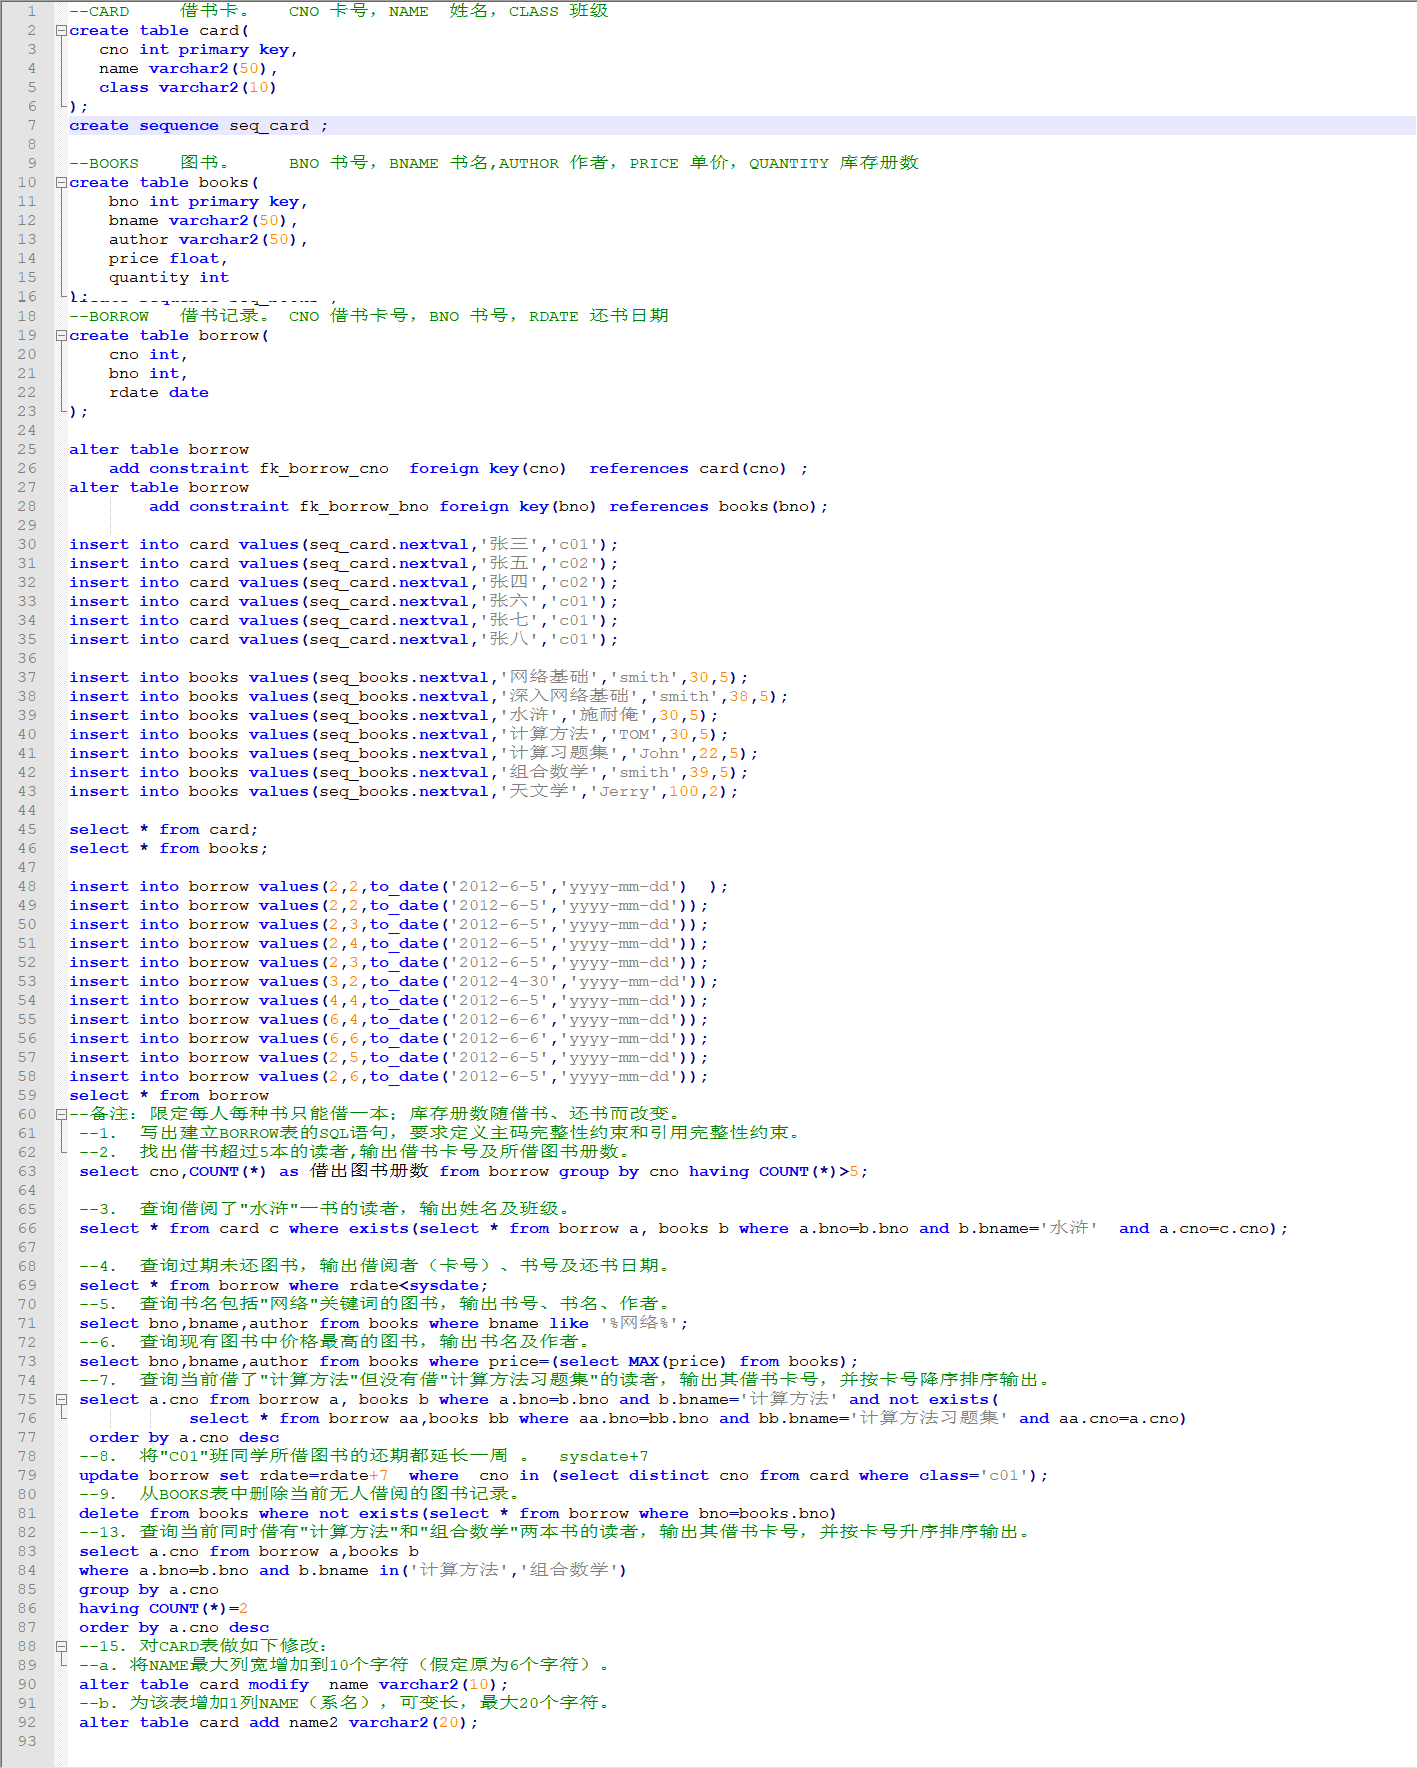 1 --CARD     借书卡。    CNO 卡号，NAME  姓名，CLASS 班级
2 create table card(
3    cno int primary key,
4    name varchar2(50),
5    class varchar2(10)
6 );
7 create sequence seq_card ;
8
9 --BOOKS    图书。      BNO 书号，BNAME 书名,AUTHOR 作者，PRICE 单价，QUANTITY 库存册数
10 create table books(
11     bno int primary key,
12     bname varchar2(50),
13     author varchar2(50),
14     price float,
15     quantity int
16 );
18 --BORROW   借书记录。 CNO 借书卡号，BNO 书号，RDATE 还书日期
19 create table borrow(
20     cno int,
21     bno int,
22     rdate date
23 );
24
25 alter table borrow
26     add constraint fk_borrow_cno  foreign key(cno)  references card(cno) ;
27 alter table borrow
28         add constraint fk_borrow_bno foreign key(bno) references books(bno);
29
30 insert into card values(seq_card.nextval,'张三','c01');
31 insert into card values(seq_card.nextval,'张五','c02');
32 insert into card values(seq_card.nextval,'张四','c02');
33 insert into card values(seq_card.nextval,'张六','c01');
34 insert into card values(seq_card.nextval,'张七','c01');
35 insert into card values(seq_card.nextval,'张八','c01');
36
37 insert into books values(seq_books.nextval,'网络基础','smith',30,5);
38 insert into books values(seq_books.nextval,'深入网络基础','smith',38,5);
39 insert into books values(seq_books.nextval,'水浒','施耐俺',30,5);
40 insert into books values(seq_books.nextval,'计算方法','TOM',30,5);
41 insert into books values(seq_books.nextval,'计算习题集','John',22,5);
42 insert into books values(seq_books.nextval,'组合数学','smith',39,5);
43 insert into books values(seq_books.nextval,'天文学','Jerry',100,2);
44
45 select * from card;
46 select * from books;
47
48 insert into borrow values(2,2,to_date('2012-6-5','yyyy-mm-dd')  );
49 insert into borrow values(2,2,to_date('2012-6-5','yyyy-mm-dd'));
50 insert into borrow values(2,3,to_date('2012-6-5','yyyy-mm-dd'));
51 insert into borrow values(2,4,to_date('2012-6-5','yyyy-mm-dd'));
52 insert into borrow values(2,3,to_date('2012-6-5','yyyy-mm-dd'));
53 insert into borrow values(3,2,to_date('2012-4-30','yyyy-mm-dd'));
54 insert into borrow values(4,4,to_date('2012-6-5','yyyy-mm-dd'));
55 insert into borrow values(6,4,to_date('2012-6-6','yyyy-mm-dd'));
56 insert into borrow values(6,6,to_date('2012-6-6','yyyy-mm-dd'));
57 insert into borrow values(2,5,to_date('2012-6-5','yyyy-mm-dd'));
58 insert into borrow values(2,6,to_date('2012-6-5','yyyy-mm-dd'));
59 select * from borrow
60 --备注：限定每人每种书只能借一本；库存册数随借书、还书而改变。
61  --1.  写出建立BORROW表的SQL语句，要求定义主码完整性约束和引用完整性约束。
62  --2.  找出借书超过5本的读者,输出借书卡号及所借图书册数。
63  select cno,COUNT(*) as 借出图书册数 from borrow group by cno having COUNT(*)>5;
64
65  --3.  查询借阅了"水浒"一书的读者，输出姓名及班级。
66  select * from card c where exists(select * from borrow a, books b where a.bno=b.bno and b.bname='水浒'  and a.cno=c.cno);
67
68  --4.  查询过期未还图书，输出借阅者（卡号）、书号及还书日期。
69  select * from borrow where rdate<sysdate;
70  --5.  查询书名包括"网络"关键词的图书，输出书号、书名、作者。
71  select bno,bname,author from books where bname like '%网络%';
72  --6.  查询现有图书中价格最高的图书，输出书名及作者。
73  select bno,bname,author from books where price=(select MAX(price) from books);
74  --7.  查询当前借了"计算方法"但没有借"计算方法习题集"的读者，输出其借书卡号，并按卡号降序排序输出。
75  select a.cno from borrow a, books b where a.bno=b.bno and b.bname='计算方法' and not exists(
76             select * from borrow aa,books bb where aa.bno=bb.bno and bb.bname='计算方法习题集' and aa.cno=a.cno)
77   order by a.cno desc
78  --8.  将"C01"班同学所借图书的还期都延长一周 。   sysdate+7
79  update borrow set rdate=rdate+7  where  cno in (select distinct cno from card where class='c01');
80  --9.  从BOOKS表中删除当前无人借阅的图书记录。
81  delete from books where not exists(select * from borrow where bno=books.bno)
82  --13. 查询当前同时借有"计算方法"和"组合数学"两本书的读者，输出其借书卡号，并按卡号升序排序输出。
83  select a.cno from borrow a,books b
84  where a.bno=b.bno and b.bname in('计算方法','组合数学')
85  group by a.cno
86  having COUNT(*)=2
87  order by a.cno desc
88  --15. 对CARD表做如下修改：
89  --a. 将NAME最大列宽增加到10个字符（假定原为6个字符）。
90  alter table card modify  name varchar2(10);
91  --b. 为该表增加1列NAME（系名），可变长，最大20个字符。
92  alter table card add name2 varchar2(20);
93